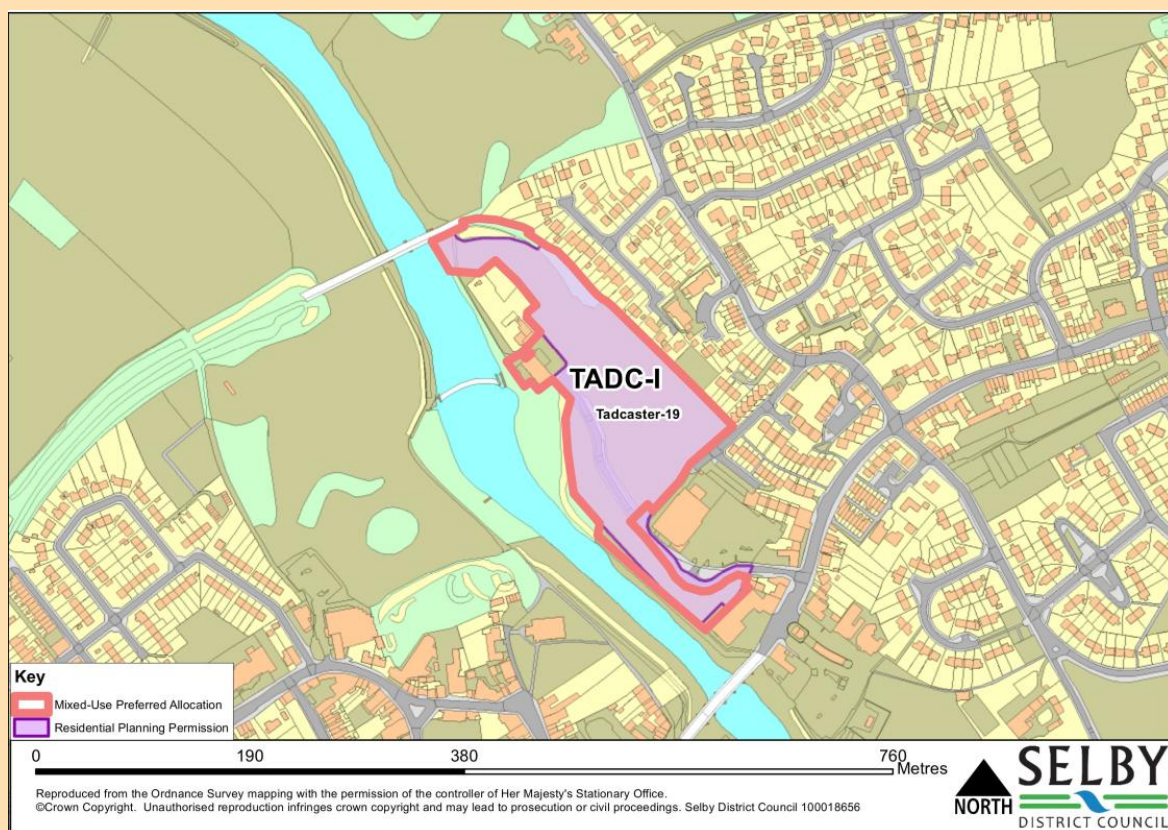 TADC-I
Tadcaster-19
Key
Mixed-Use Preferred Allocation
Residential Planning Permission
0 190 380 760 Metres
Reproduced from the Ordnance Survey mapping with the permission of the controller of Her Majesty's Stationary Office.
©Crown Copyright. Unauthorised reproduction infringes crown copyright and may lead to prosecution or civil proceedings. Selby District Council 100018656
NORTH
SELBY
DISTRICT COUNCIL